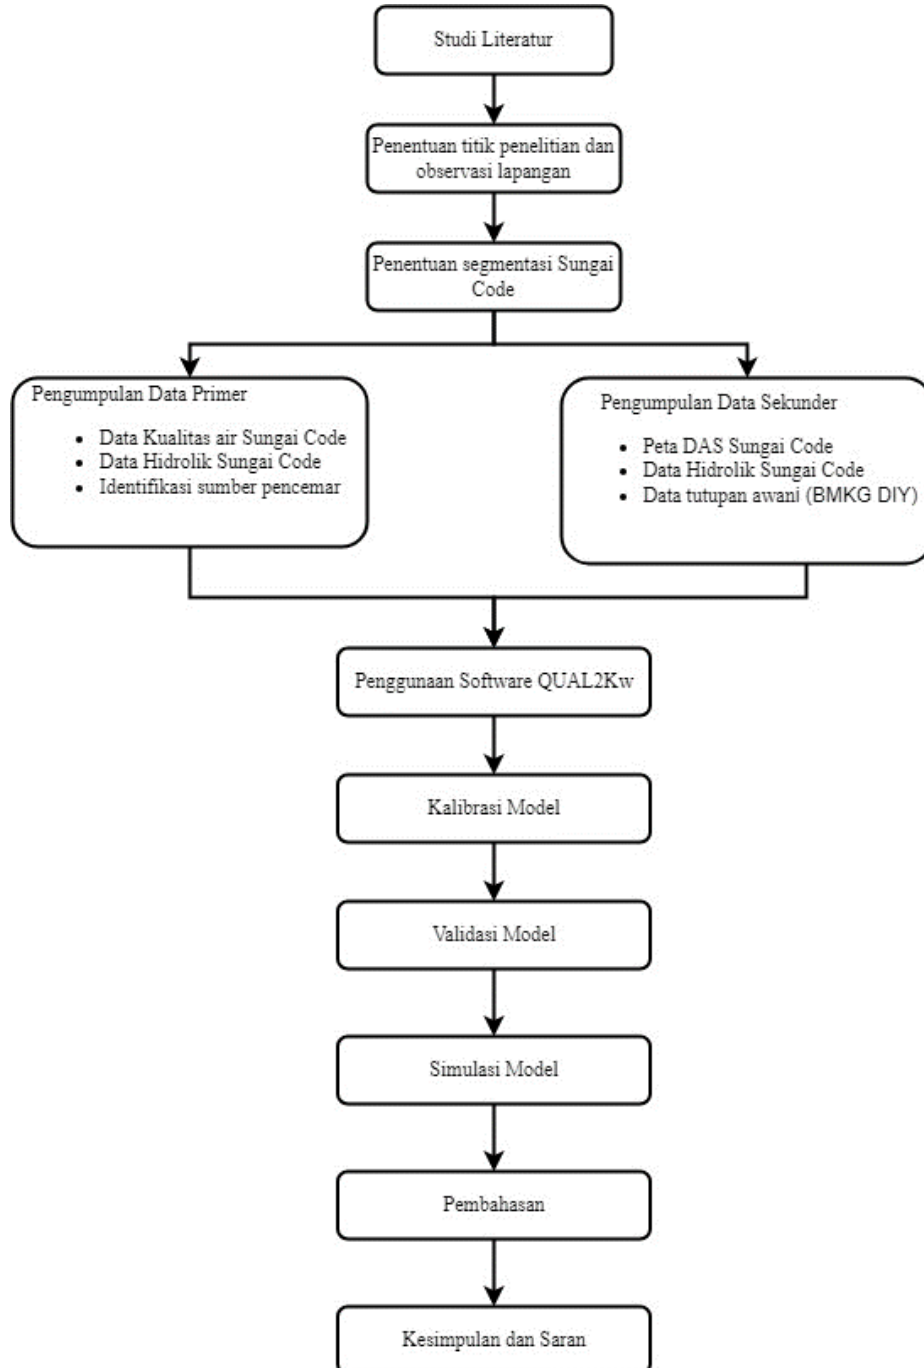 Studi Literatur
Penentuan titik penelitian dan
observasi lapangan
Penentuan segmentasi Sungai
Code
Pengumpulan Data Primer
• Data Kualitas air Sungai Code
• Data Hidrolik Sungai Code
• Identifikasi sumber pencemar
Pengumpulan Data Sekunder
• Peta DAS Sungai Code
• Data Hidrolik Sungai Code
• Data tutupan awani (BMKG DIY)
Penggunaan Software QUAL2Kw
Kalibrasi Model
Validasi Model
Simulasi Model
Pembahasan
Kesimpulan dan Saran